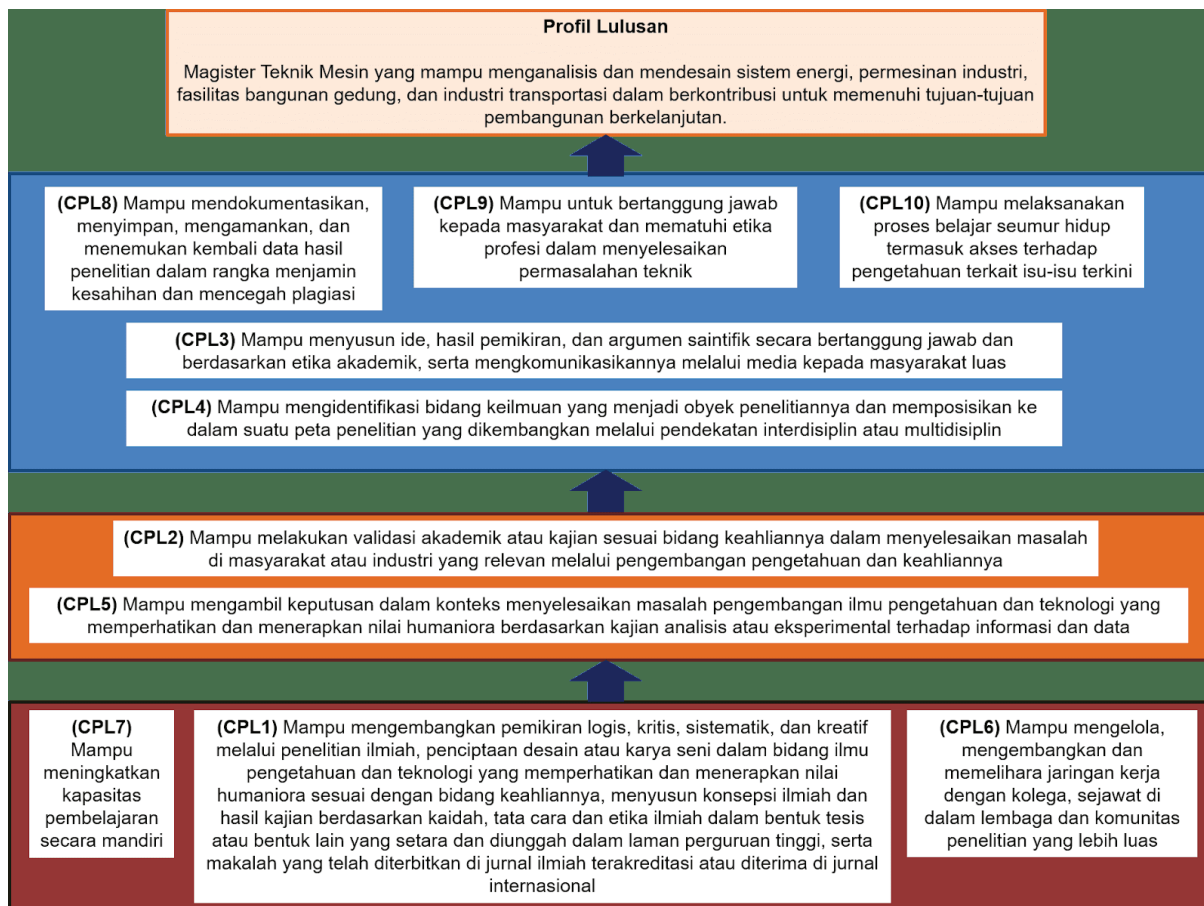 Profil Lulusan
Magister Teknik Mesin yang mampu menganalisis dan mendesain sistem energi, permesinan industri,
fasilitas bangunan gedung, dan industri transportasi dalam berkontribusi untuk memenuhi tujuan-tujuan
pembangunan berkelanjutan.
(CPL8) Mampu mendokumentasikan,
menyimpan, mengamankan, dan
menemukan kembali data hasil
penelitian dalam rangka menjamin
kesahihan dan mencegah plagiasi
(CPL9) Mampu untuk bertanggung jawab
kepada masyarakat dan mematuhi etika
profesi dalam menyelesaikan
permasalahan teknik
(CPL10) Mampu melaksanakan
proses belajar seumur hidup
termasuk akses terhadap
pengetahuan terkait isu-isu terkini
(CPL3) Mampu menyusun ide, hasil pemikiran, dan argumen saintifik secara bertanggung jawab dan
berdasarkan etika akademik, serta mengkomunikasikannya melalui media kepada masyarakat luas
(CPL4) Mampu mengidentifikasi bidang keilmuan yang menjadi obyek penelitiannya dan memposisikan ke
dalam suatu peta penelitian yang dikembangkan melalui pendekatan interdisiplin atau multidisiplin
(CPL2) Mampu melakukan validasi akademik atau kajian sesuai bidang keahliannya dalam menyelesaikan masalah
di masyarakat atau industri yang relevan melalui pengembangan pengetahuan dan keahliannya
(CPL5) Mampu mengambil keputusan dalam konteks menyelesaikan masalah pengembangan ilmu pengetahuan dan teknologi yang
memperhatikan dan menerapkan nilai humaniora berdasarkan kajian analisis atau eksperimental terhadap informasi dan data
(CPL7)
Mampu
meningkatkan
kapasitas
pembelajaran
secara mandiri
(CPL1) Mampu mengembangkan pemikiran logis, kritis, sistematik, dan kreatif
melalui penelitian ilmiah, penciptaan desain atau karya seni dalam bidang ilmu
pengetahuan dan teknologi yang memperhatikan dan menerapkan nilai
humaniora sesuai dengan bidang keahliannya, menyusun konsepsi ilmiah dan
hasil kajian berdasarkan kaidah, tata cara dan etika ilmiah dalam bentuk tesis
atau bentuk lain yang setara dan diunggah dalam laman perguruan tinggi, serta
makalah yang telah diterbitkan di jurnal ilmiah terakreditasi atau diterima di jurnal
internasional
(CPL6) Mampu mengelola,
mengembangkan dan
memelihara jaringan kerja
dengan kolega, sejawat di
dalam lembaga dan komunitas
penelitian yang lebih luas